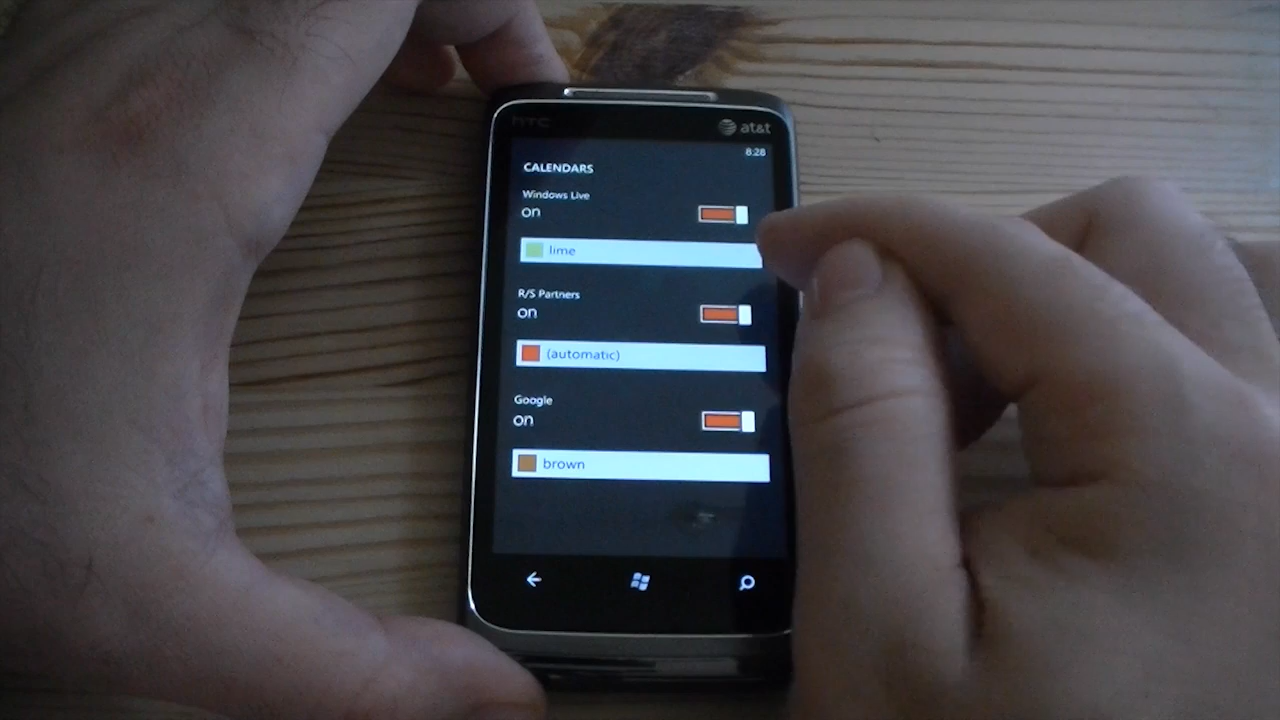 hTC
at&t
8:28
CALENDARS
Windows Live
on
lime
R/S Partners
on
(automatic)
Google
on
brown